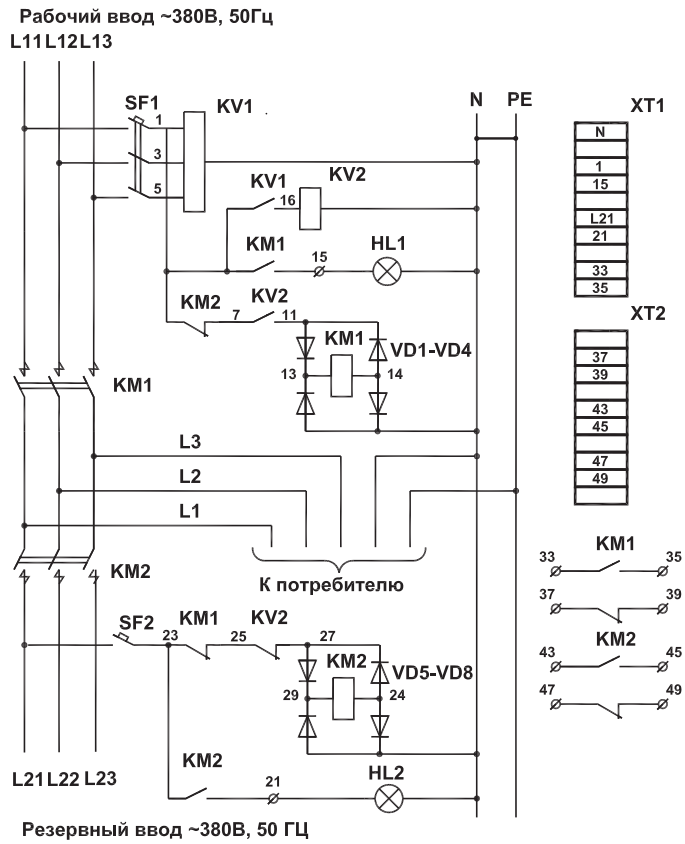 Рабочий ввод ~380В, 50Гц
L11 L12 L13
N PE
XT1
SF1 KV1
1
3
5
N
1
15
L21
21
33
35
KV1 KV2
16
KM1 15 HL1
KM2 KV2
7 11
KM1 VD1-VD4
13 14
XT2
37
39
43
45
47
49
KM1
L3
L2
L1
К потребителю
KM2
KM1
33 35
37 39
KM2
43 45
47 49
SF2 KM1 KV2
23 25 27
KM2 VD5-VD8
29 24
KM2 21 HL2
L21 L22 L23
Резервный ввод ~380В, 50 ГЦ